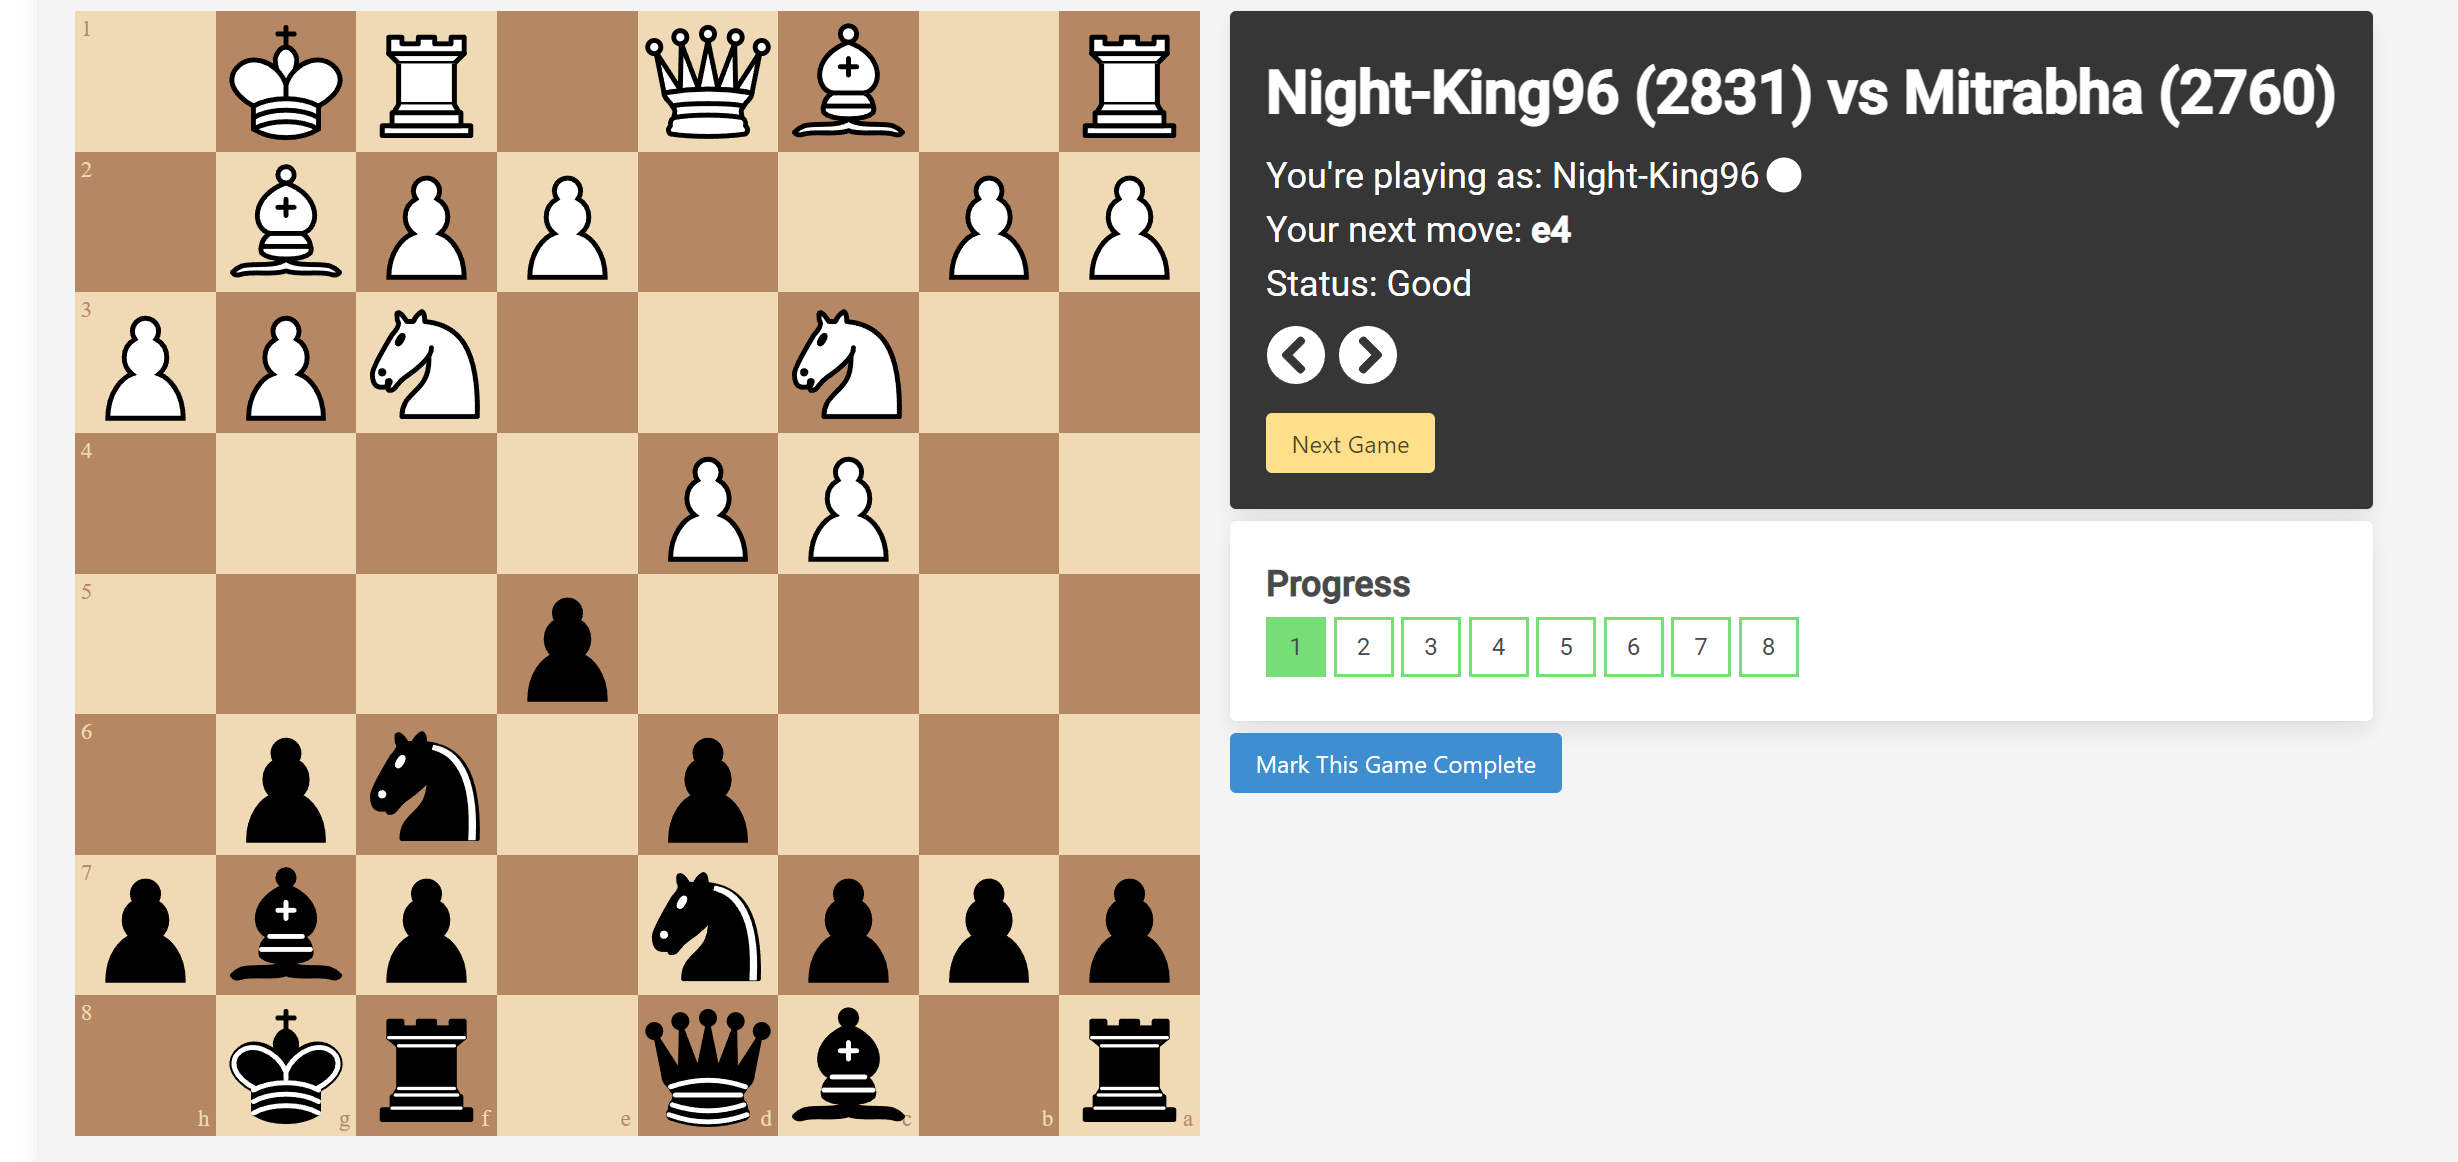 1
2
3
4
5
6
7
8
h g f e d c b a
Night-King96 (2831) vs Mitrabha (2760)
You're playing as: Night-King96
Your next move: e4
Status: Good
Next Game
Progress
1 2 3 4 5 6 7 8
Mark This Game Complete